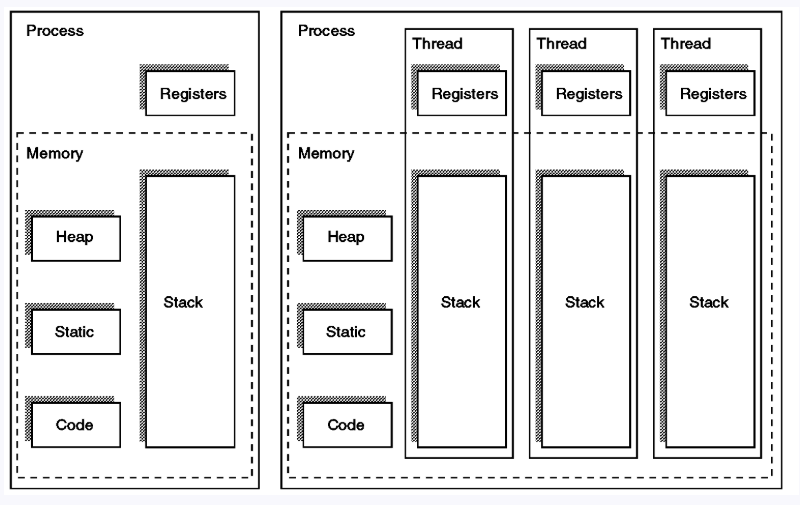 Process
Registers
Memory
Heap
Stack
Static
Code
Process
Thread
Thread
Thread
Registers
Registers
Registers
Memory
Heap
Stack
Stack
Stack
Static
Code